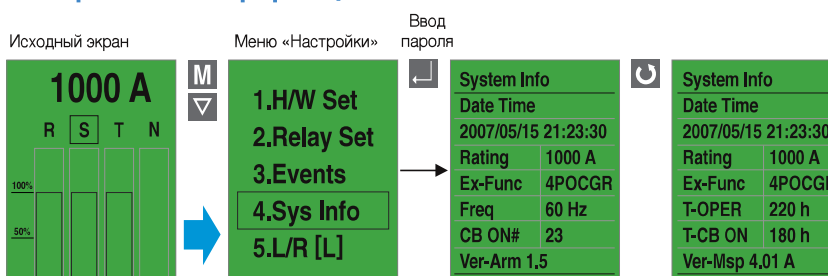 Ввод
Исходный экран
Меню «Настройки»
пароля
1000 A
R S T N
100%
50%
M
1.H/W Set
2.Relay Set
3.Events
4.Sys Info
5.L/R [L]
System Info
Date Time
2007/05/15 21:23:30
Rating 1000 A
Ex-Func 4POCGR
Freq 60 Hz
CB ON# 23
Ver-Arm 1.5
System Info
Date Time
2007/05/15 21:23:30
Rating 1000 A
Ex-Func 4POCG
T-OPER 220 h
T-CB ON 180 h
Ver-Msp 4.01 A